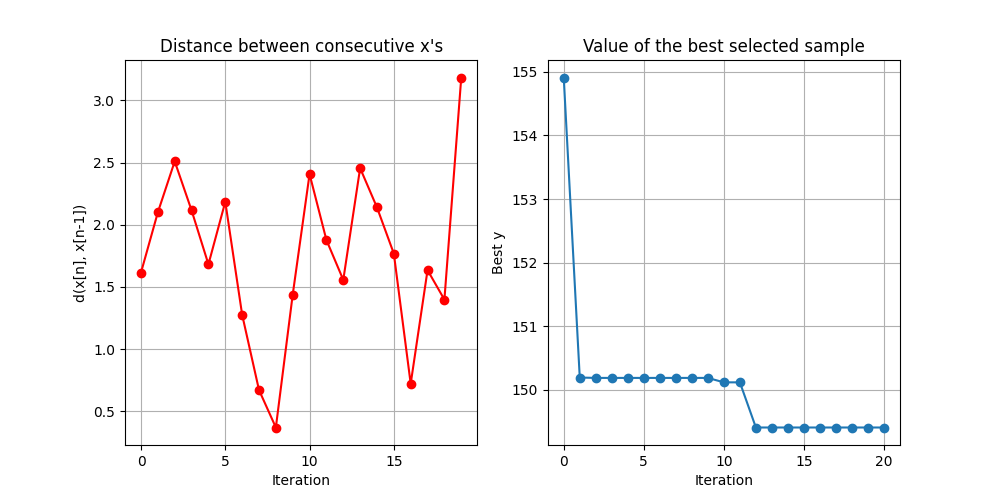 Distance between consecutive x's
d(x[n], x[n-1])
3.0
2.5
2.0
1.5
1.0
0.5
0 5 10 15
Iteration
Value of the best selected sample
Best y
155
154
153
152
151
150
0 5 10 15 20
Iteration